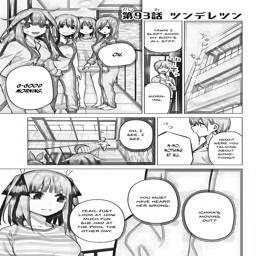 第93話 ツンデレツン
YAWN I
SLEPT GOOD.
MY BODY'S
ALL STIFF.
OK.
G-GOOD
MORNING.
MORN-
ING.
OH, I
SEE, I
SEE.
N-NO,
NOTHING
AT ALL
HMM?
WERE YOU
TALKING
ABOUT
SOME-
THING?
ICHIKA'S
MOVING
OUT?
YOU MUST
HAVE HEARD
HER WRONG.
YEAH, JUST
LOOK AT HOW
MUCH FUN
SHE HAD AT
THE POOL THE
OTHER DAY.